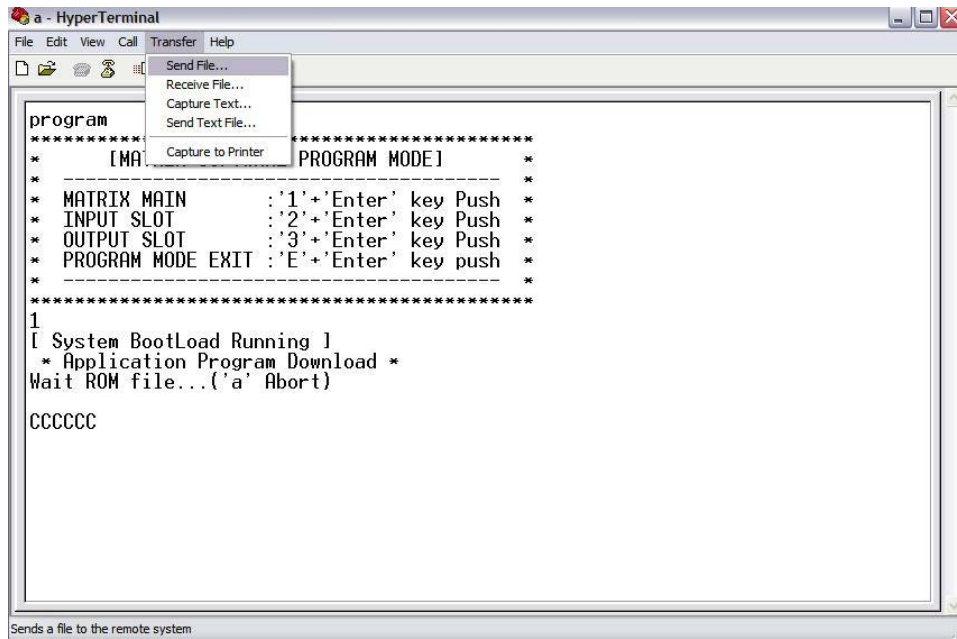 a - HyperTerminal
File Edit View Call Transfer Help
Send File...
Receive File...
Capture Text...
Send Text File...
Capture to Printer
program
*******************************************
* [MA PROGRAM MODE] *
* --------------------------------------- *
* MATRIX MAIN :'1'+'Enter' key Push *
* INPUT SLOT :'2'+'Enter' key Push *
* OUTPUT SLOT :'3'+'Enter' key Push *
* PROGRAM MODE EXIT :'E'+'Enter' key push *
* --------------------------------------- *
*******************************************
1
[ System BootLoad Running ]
* Application Program Download *
Wait ROM file...('a' Abort)
CCCCCC
Sends a file to the remote system